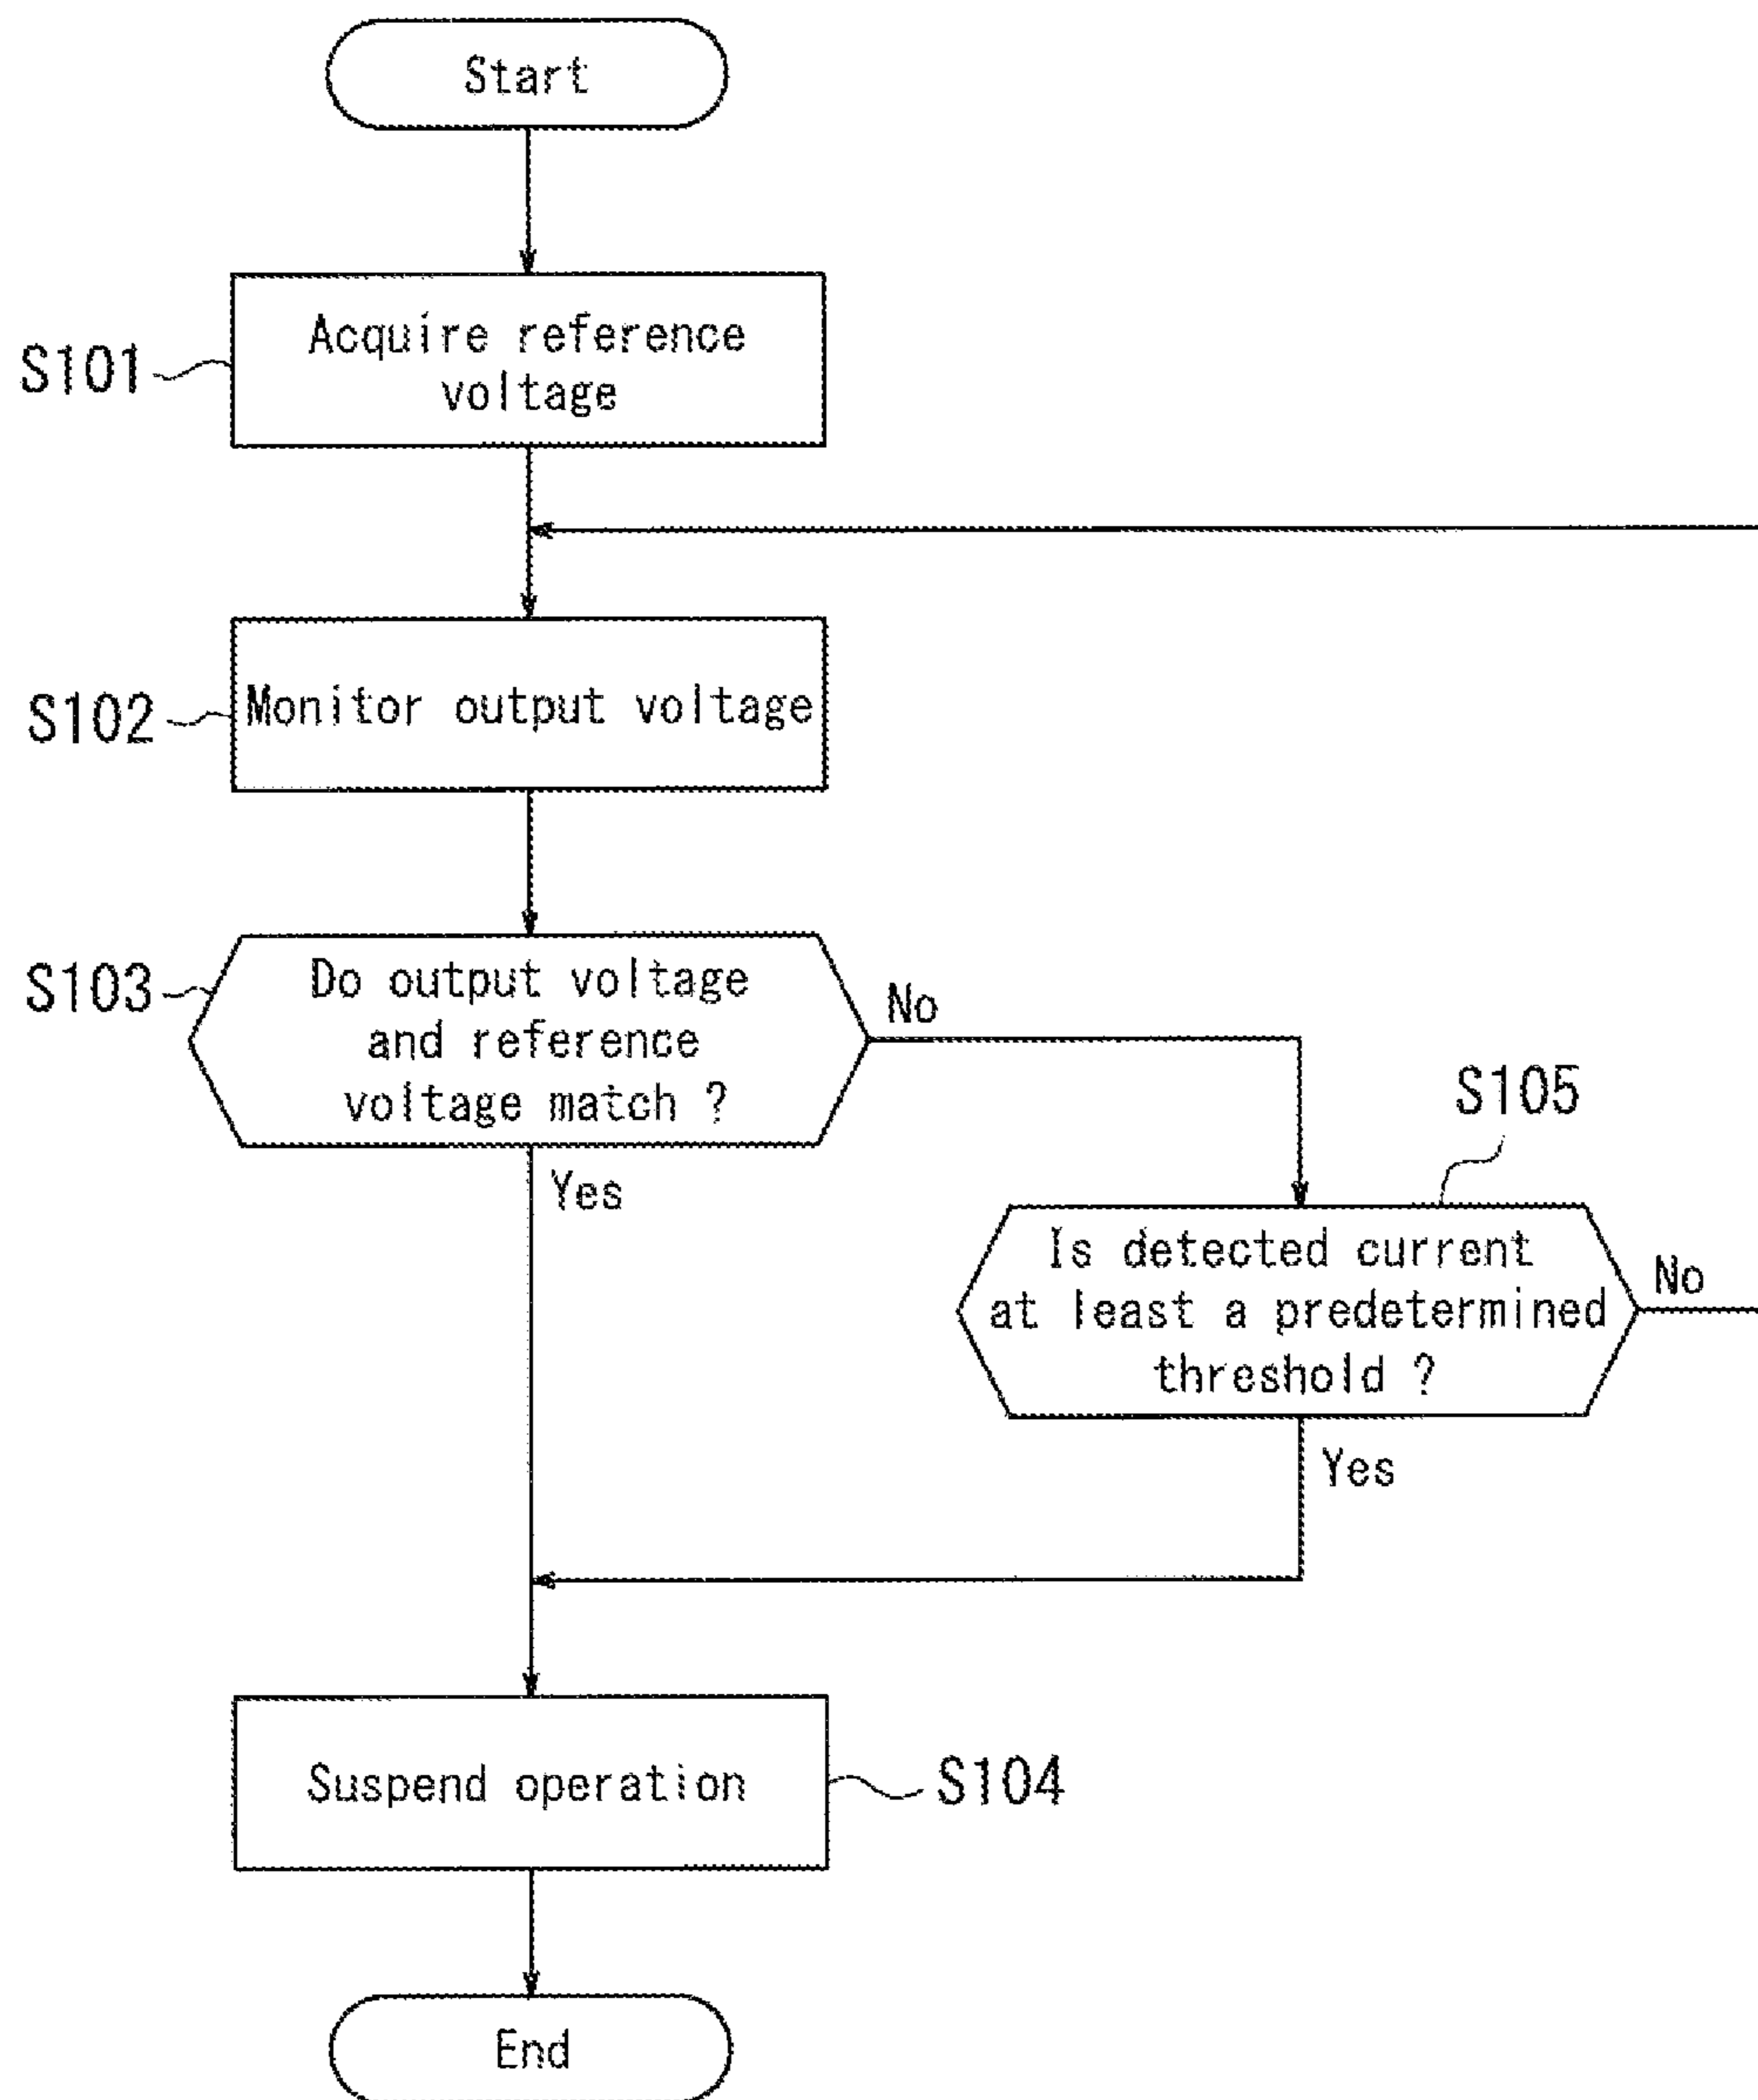 Start
S101
Acquire reference
voltage
S102
Monitor output voltage
S103
Do output voltage
and reference
voltage match ?
No
Yes
S105
Is detected current
at least a predetermined
threshold ?
No
Yes
Suspend operation
S104
End